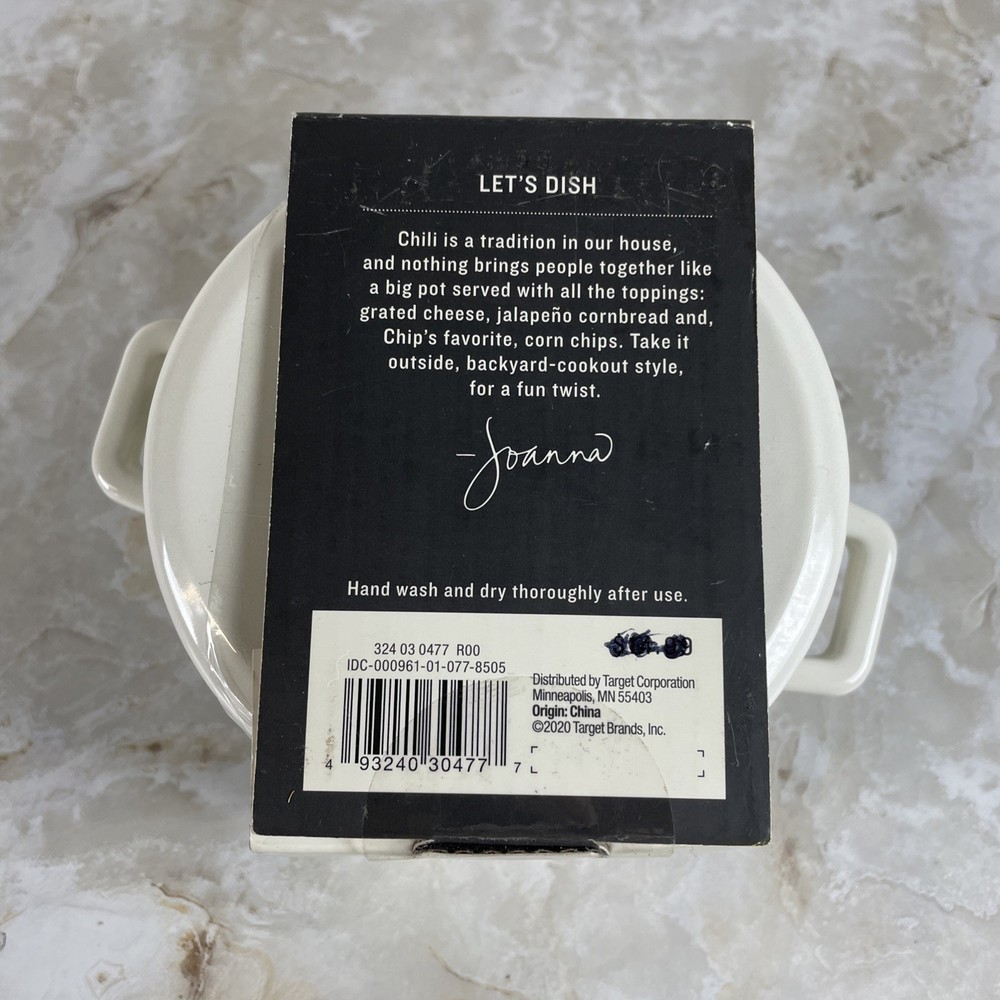 LET'S DISH
Chili is a tradition in our house,
and nothing brings people together like
a big pot served with all the toppings:
grated cheese, jalapeño cornbread and,
Chip's favorite, corn chips. Take it
outside, backyard-cookout style,
for a fun twist.
–Joanna
Hand wash and dry thoroughly after use.
324 03 0477 R00
IDC-000961-01-077-8505
Distributed by Target Corporation
Minneapolis, MN 55403
Origin: China
©2020 Target Brands, Inc.
4 93240 30477 7